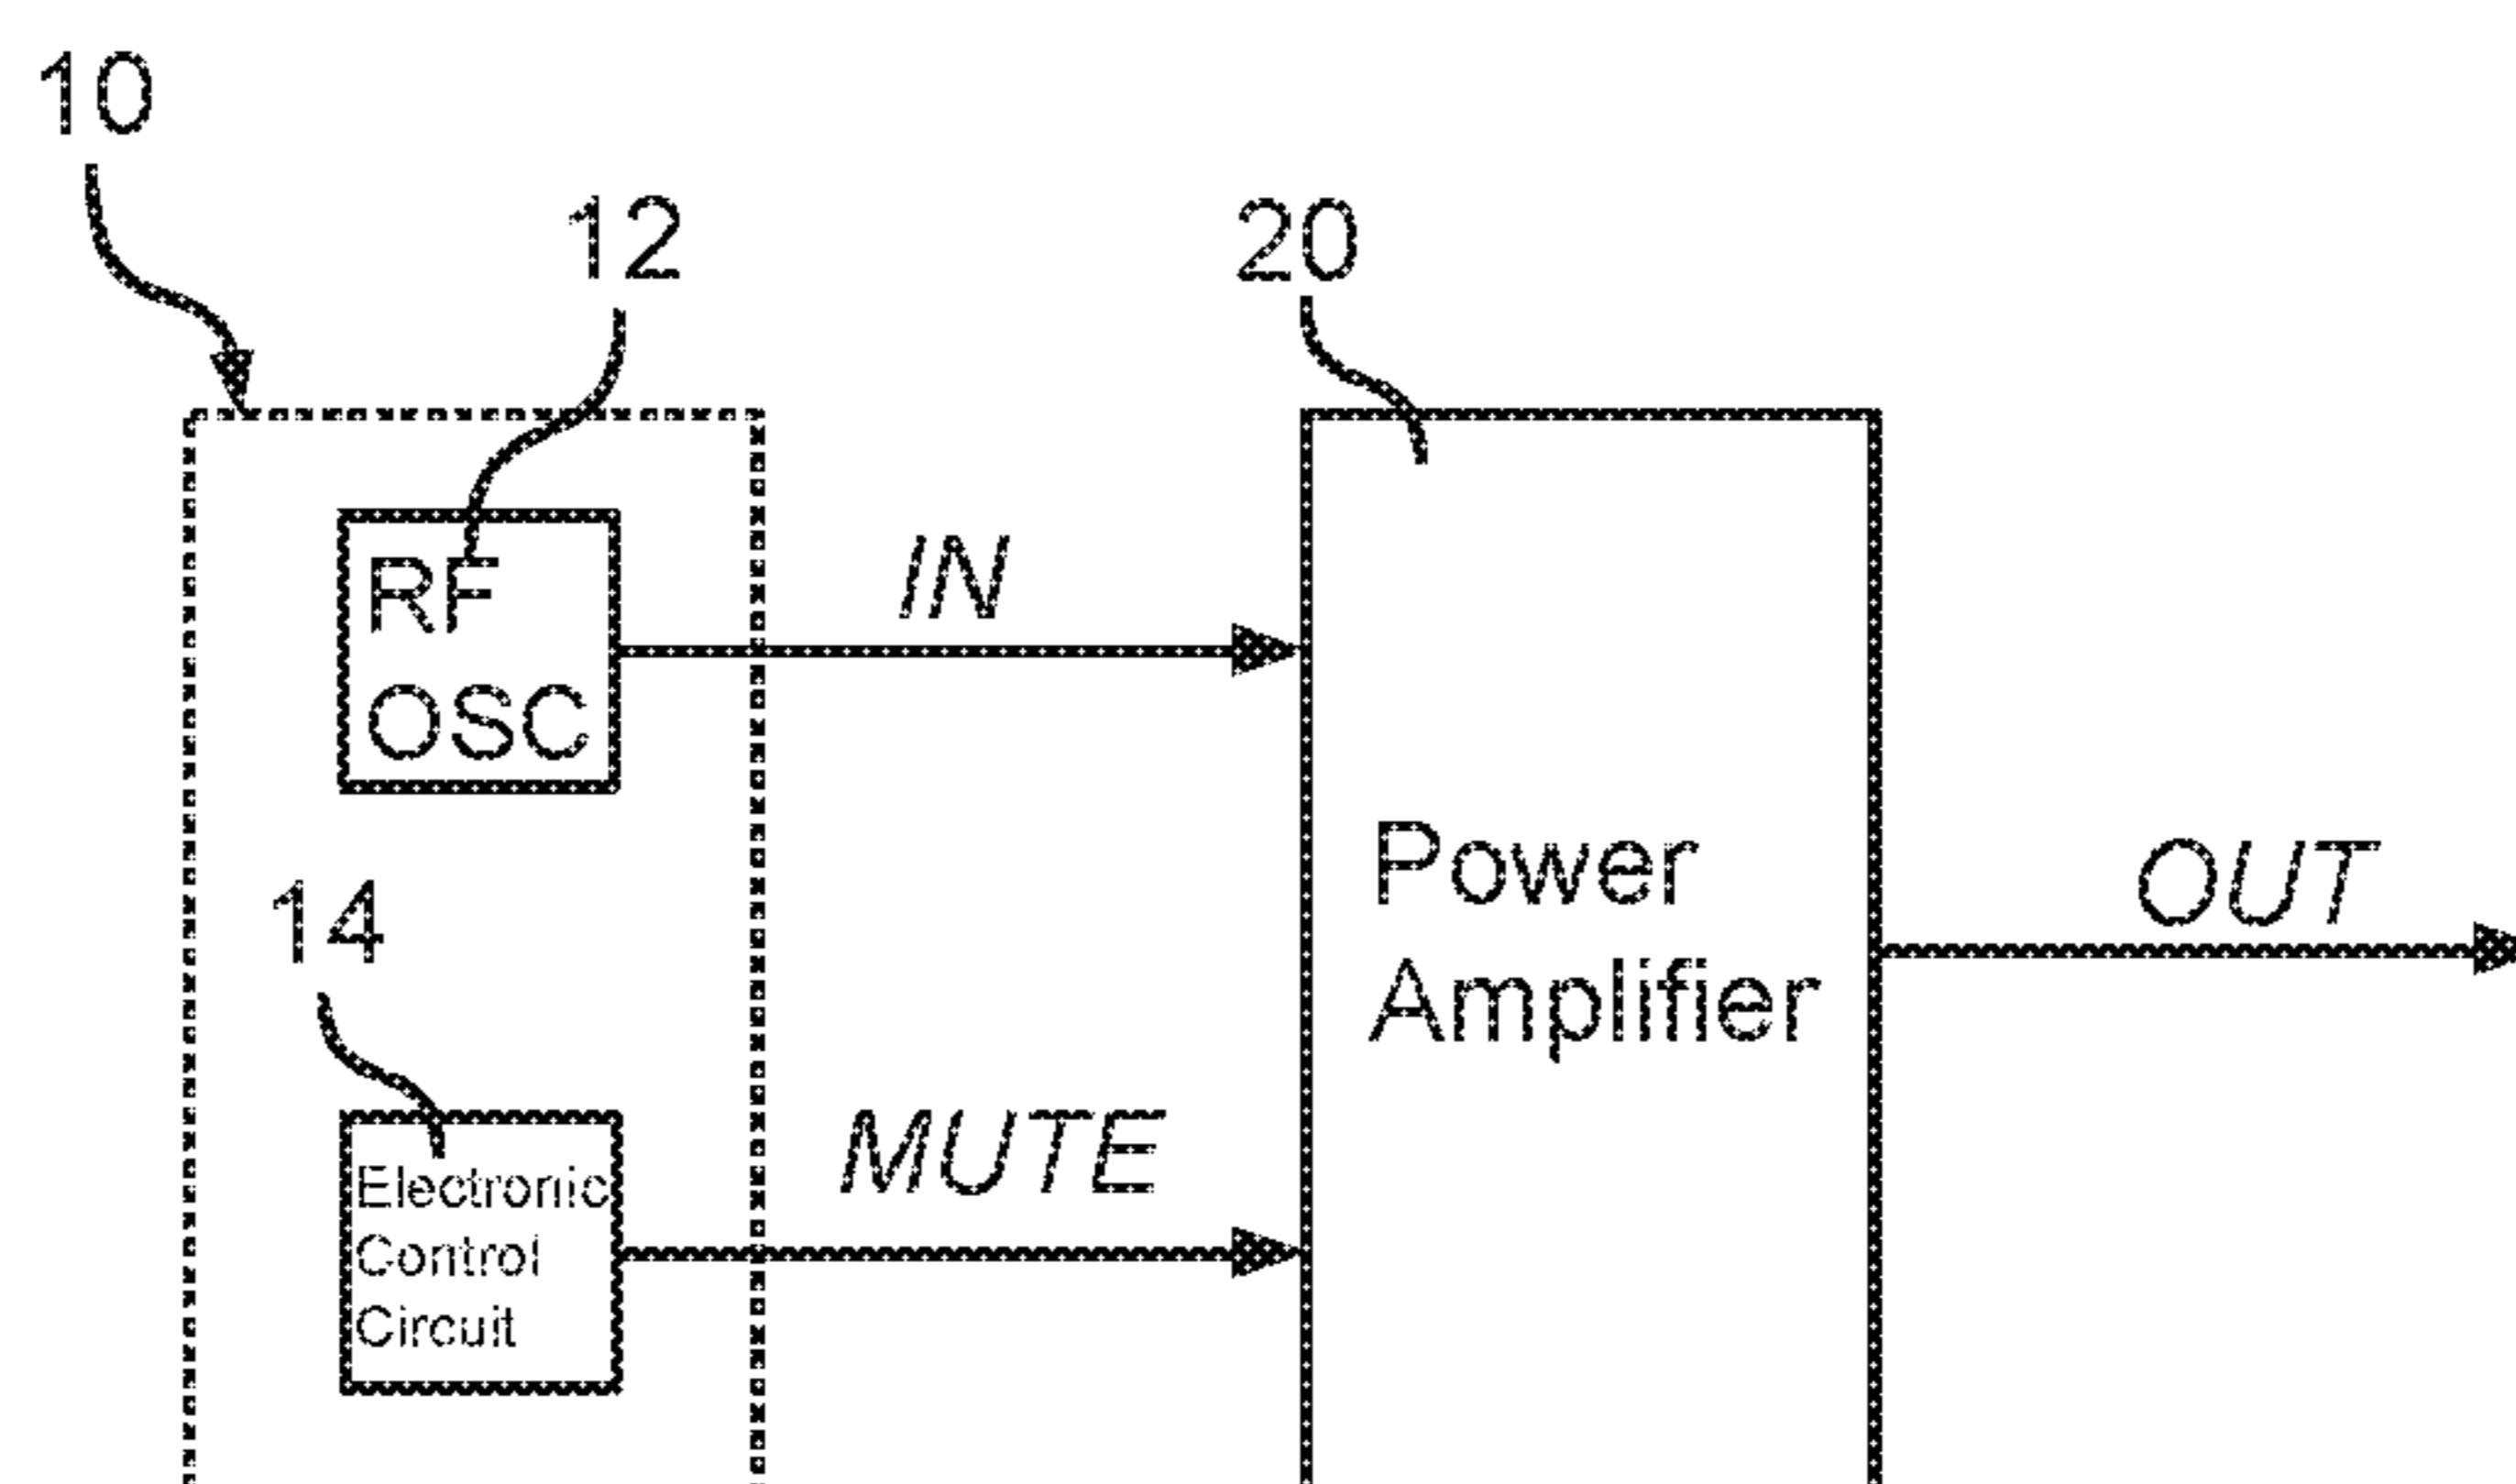 10
12
20
RF
OSC
IN
14
Power
Amplifier
OUT
Electronic
Control
Circuit
MUTE